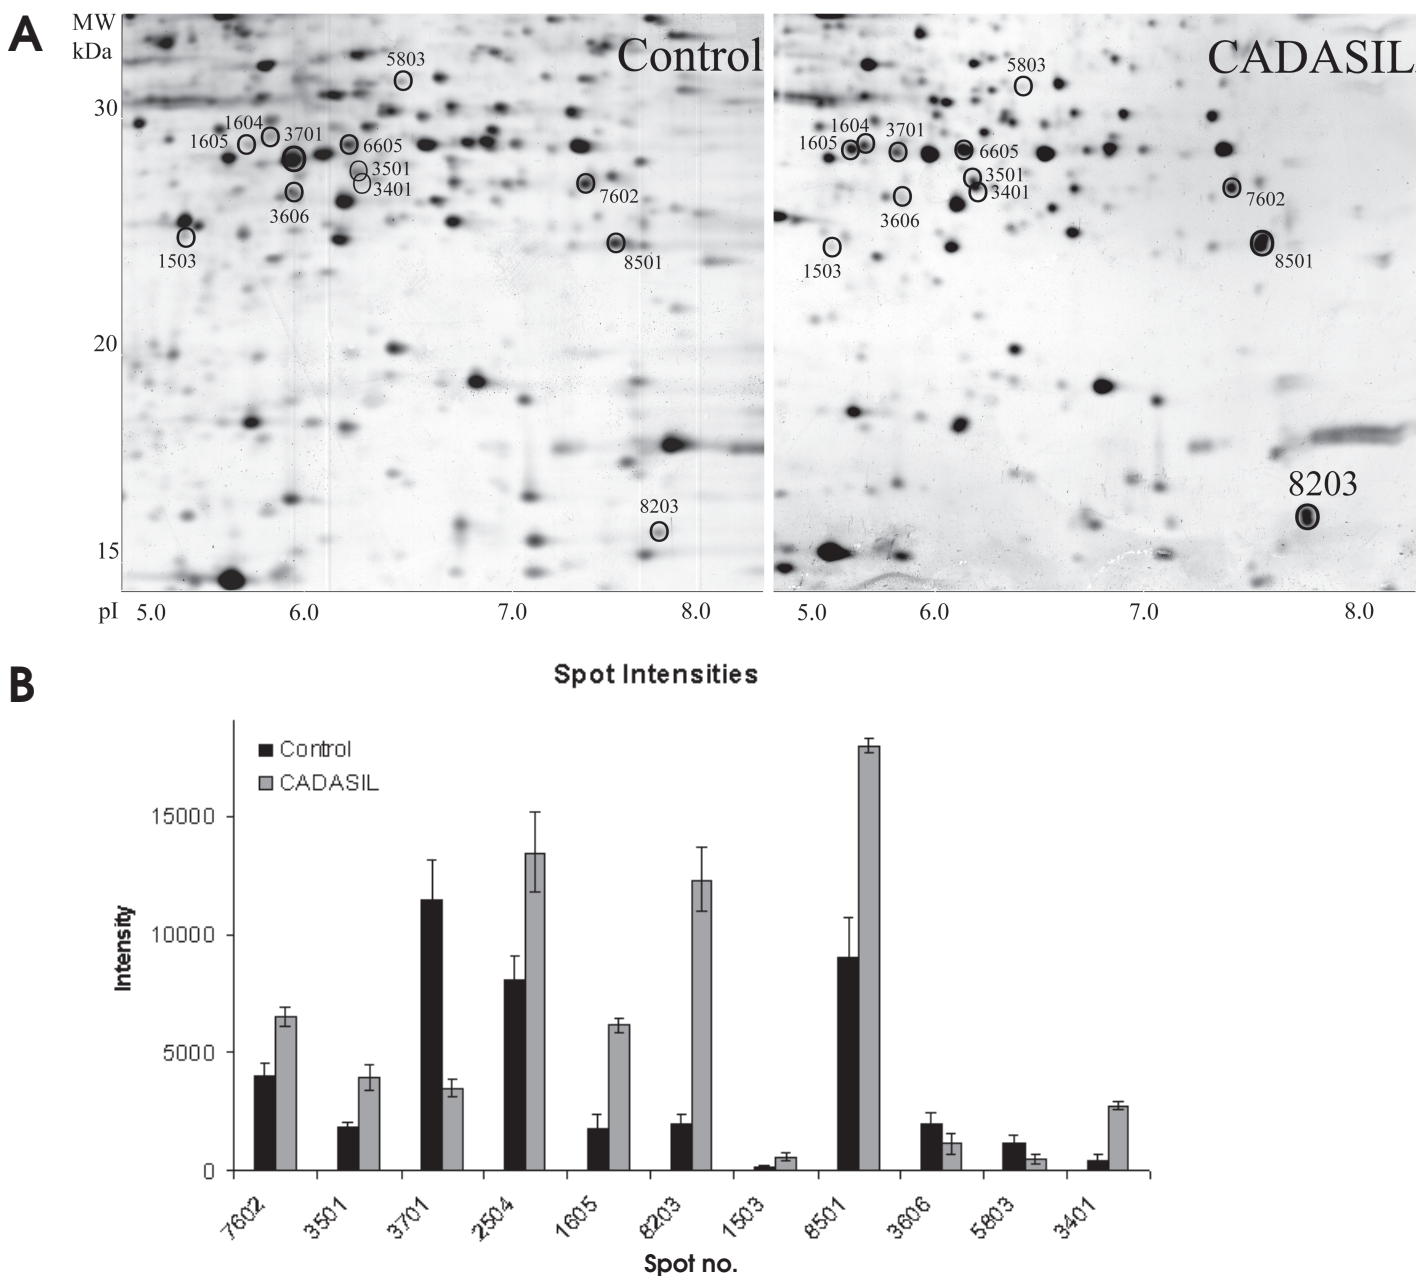 A
MW
kDa
30
20
15
Control
5803
1604
1605
3701
6605
3501
3401
3606
7602
1503
8501
8203
pI 5.0 6.0 7.0 8.0
CADASIL
5803
1604
1605
3701
6605
3501
3401
3606
7602
1503
8501
8203
5.0 6.0 7.0 8.0
B
Spot Intensities
Control
CADASIL
Intensity
15000
10000
5000
0
7602 3501 3701 2504 1605 8203 1503 8501 3606 5803 3401
Spot no.